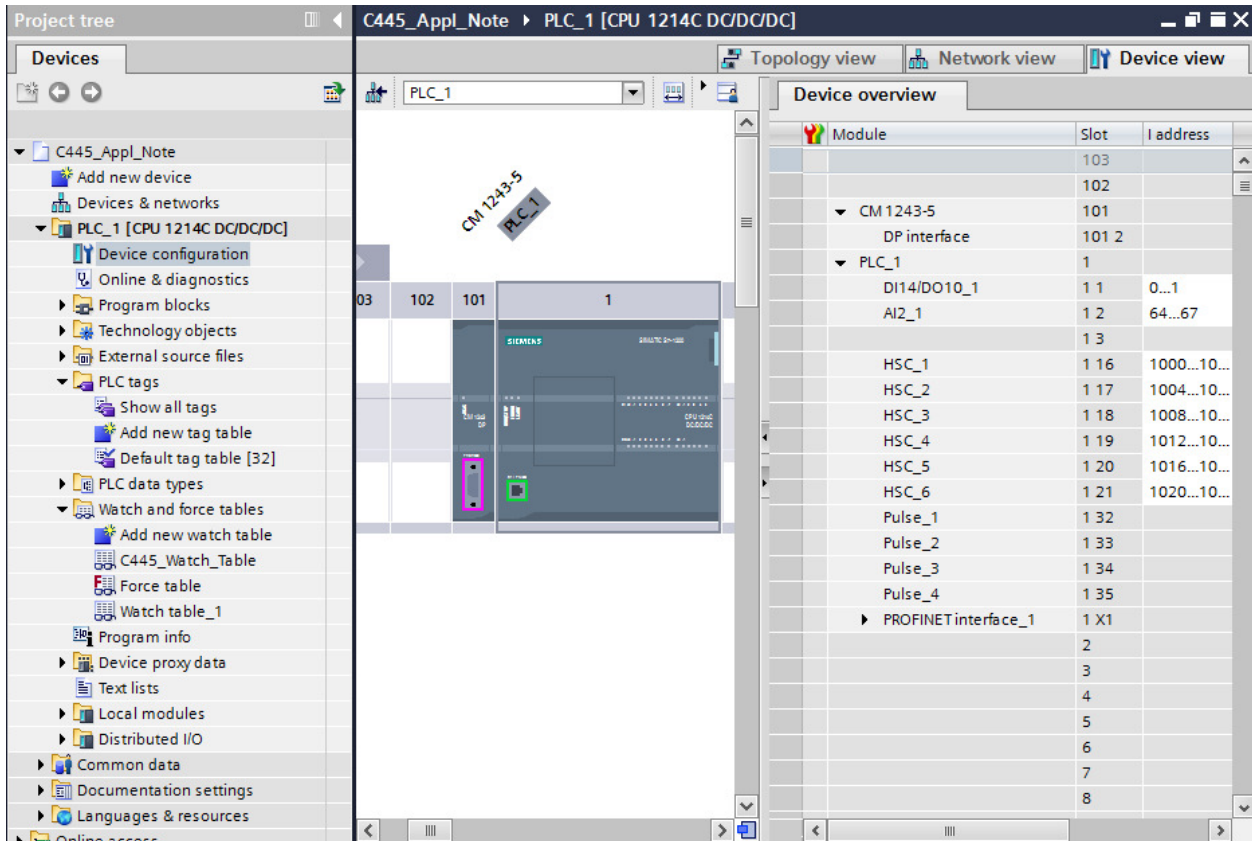 Project tree
C445_Appl_Note PLC_1 [CPU 1214C DC/DC/DC]
Devices
Topology view
Network view
Device view
PLC_1
Device overview
Module Slot I address
C445_Appl_Note
Add new device
Devices & networks
PLC_1 [CPU 1214C DC/DC/DC]
Device configuration
Online & diagnostics
Program blocks
Technology objects
External source files
PLC tags
Show all tags
Add new tag table
Default tag table [32]
PLC data types
Watch and force tables
Add new watch table
C445_Watch_Table
Force table
Watch table_1
Program info
Device proxy data
Text lists
Local modules
Distributed I/O
Common data
Documentation settings
Languages & resources
Online access
CM 1243-5
PLC_1
03 102 101 1
SIEMENS
103
102
CM 1243-5 101
DP interface 101 2
PLC_1 1
DI14/DO10_1 1 1 0...1
AI2_1 1 2 64...67
1 3
HSC_1 1 16 1000...10...
HSC_2 1 17 1004...10...
HSC_3 1 18 1008...10...
HSC_4 1 19 1012...10...
HSC_5 1 20 1016...10...
HSC_6 1 21 1020...10...
Pulse_1 1 32
Pulse_2 1 33
Pulse_3 1 34
Pulse_4 1 35
PROFINET interface_1 1 X1
2
3
4
5
6
7
8